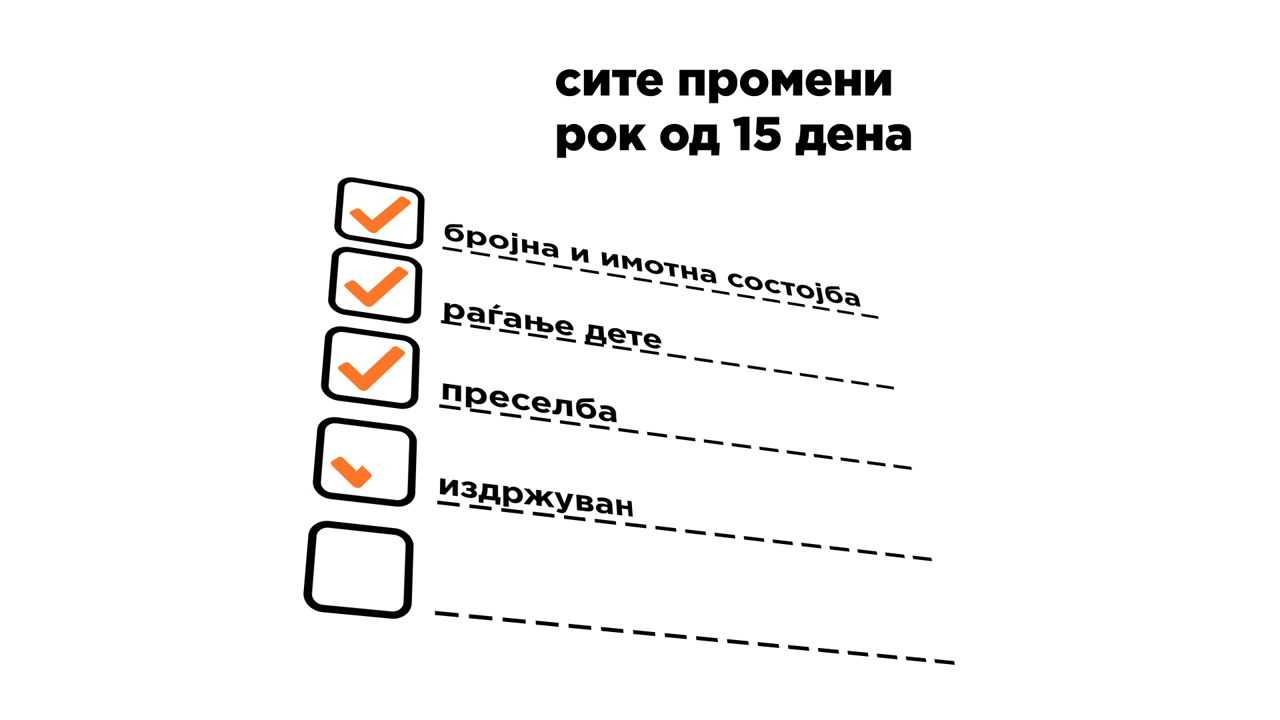 сите промени
рок од 15 дена
бројна и имотна состојба
раѓање дете
преселба
издржуван